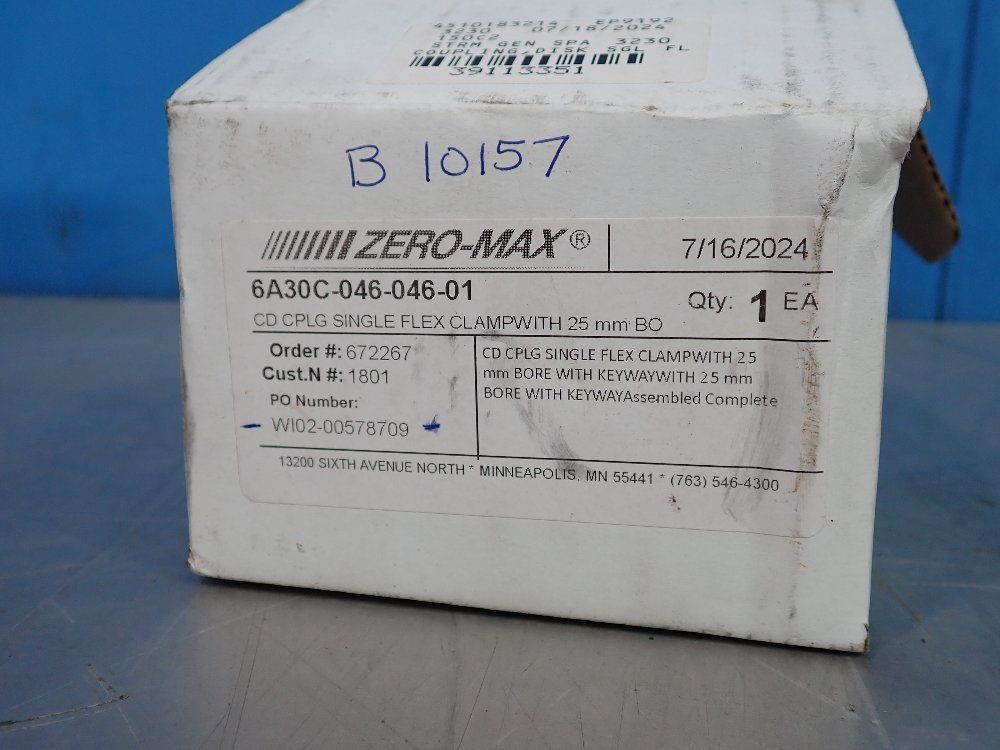 4510183214 EP9192
3230 07/18/2024
150C2
STRM GEN SPA 3230
COUPLING,DISK SGL FL
39113351
B 10157
ZERO-MAX®
7/16/2024
6A30C-046-046-01
Qty: 1 EA
CD CPLG SINGLE FLEX CLAMPWITH 25 mm BO
Order #: 672267
Cust.N #: 1801
PO Number:
WI02-00578709
CD CPLG SINGLE FLEX CLAMPWITH 25
mm BORE WITH KEYWAYWITH 25 mm
BORE WITH KEYWAYAssembled Complete
13200 SIXTH AVENUE NORTH * MINNEAPOLIS, MN 55441 * (763) 546-4300